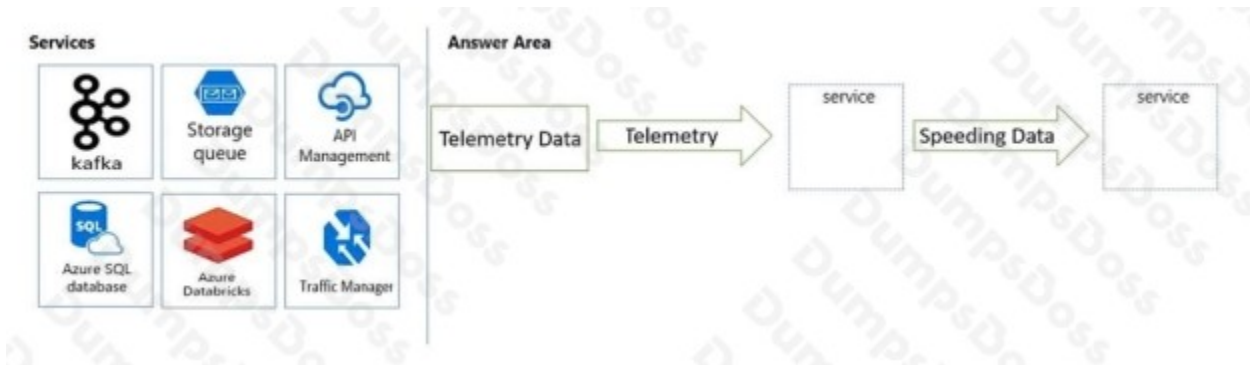 Services
Answer Area
kafka
Storage
queue
API
Management
Azure SQL
database
Azure
Databricks
Traffic Manager
SQL
Telemetry Data
Telemetry
service
Speeding Data
service
DumpsDoss